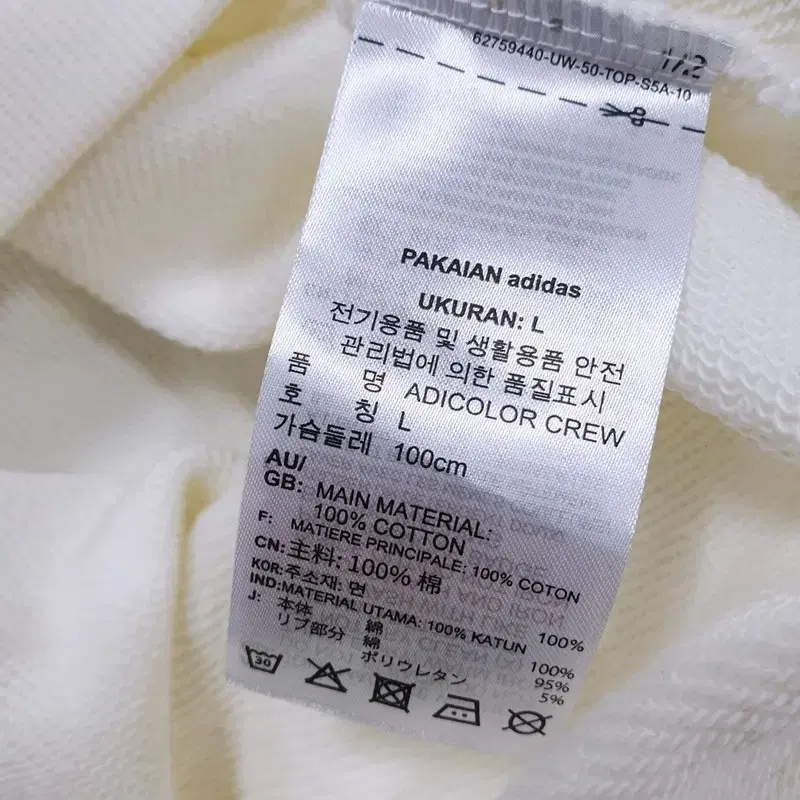 1/2
62759440-UW-50-TOP-S5A-10
PAKAIAN adidas
UKURAN: L
전기용품 및 생활용품 안전
관리법에 의한 품질표시
품 명 ADICOLOR CREW
호 칭 L
가슴둘레 100cm
AU/
GB: MAIN MATERIAL:
100% COTTON
F: MATIERE PRINCIPALE: 100% COTON
CN: 主料: 100% 棉
KOR: 주소재: 면 100%
IND: MATERIAL UTAMA: 100% KATUN
J: 本体 綿 100%
リブ部分 綿 95%
ポリウレタン 5%
30